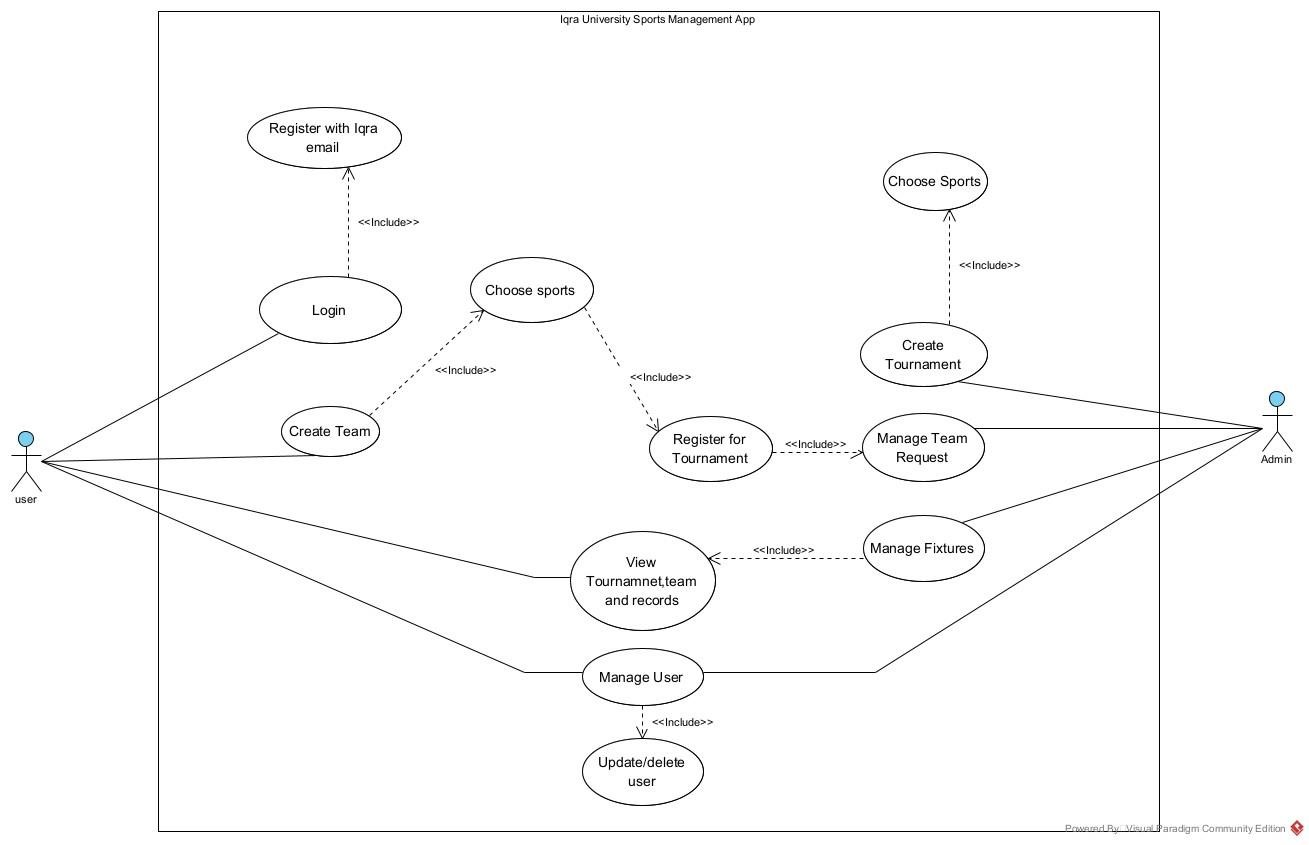 Iqra University Sports Management App
Register with Iqra
email
Choose Sports
<<Include>>
<<Include>>
Choose sports
Login
Create
Tournament
<<Include>>
<<Include>>
Create Team
Register for
Tournament
<<Include>>
Manage Team
Request
user
Admin
View
Tournamnet,team
and records
<<Include>>
Manage Fixtures
Manage User
<<Include>>
Update/delete
user
Powered By Visual Paradigm Community Edition